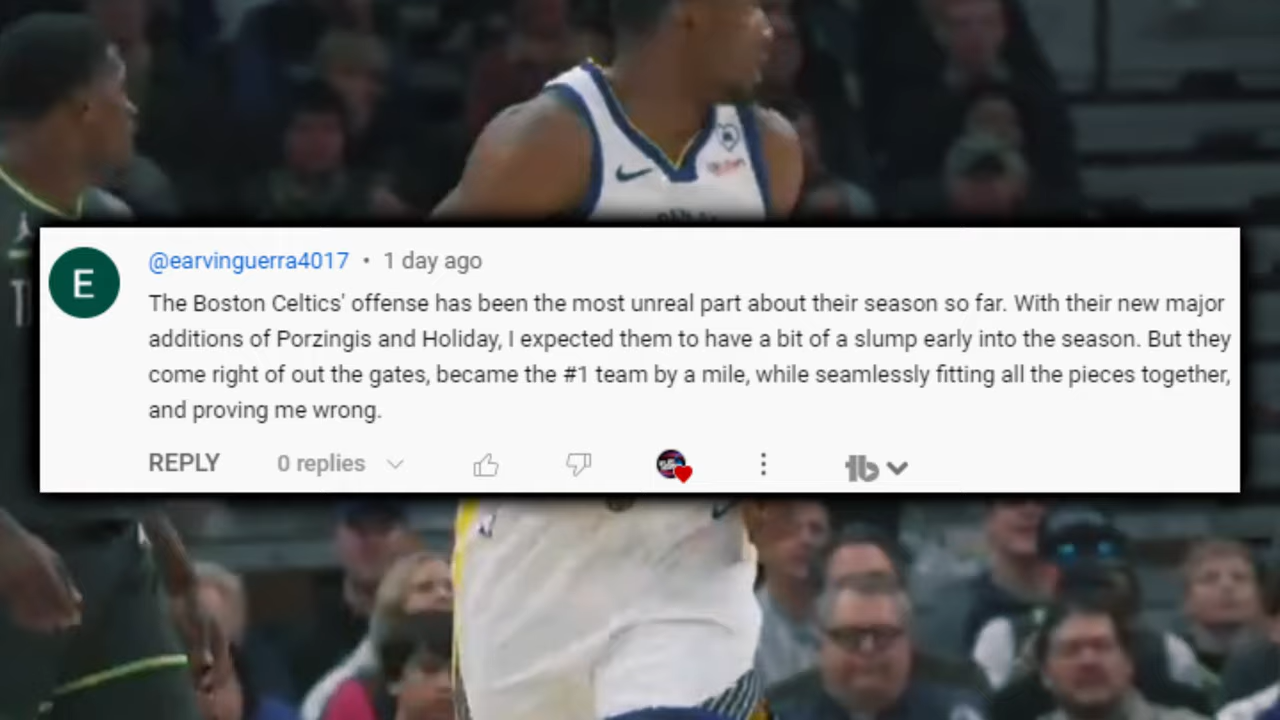 E
@earvinguerra4017 • 1 day ago
The Boston Celtics' offense has been the most unreal part about their season so far. With their new major
additions of Porzingis and Holiday, I expected them to have a bit of a slump early into the season. But they
come right of out the gates, became the #1 team by a mile, while seamlessly fitting all the pieces together,
and proving me wrong.
REPLY 0 replies